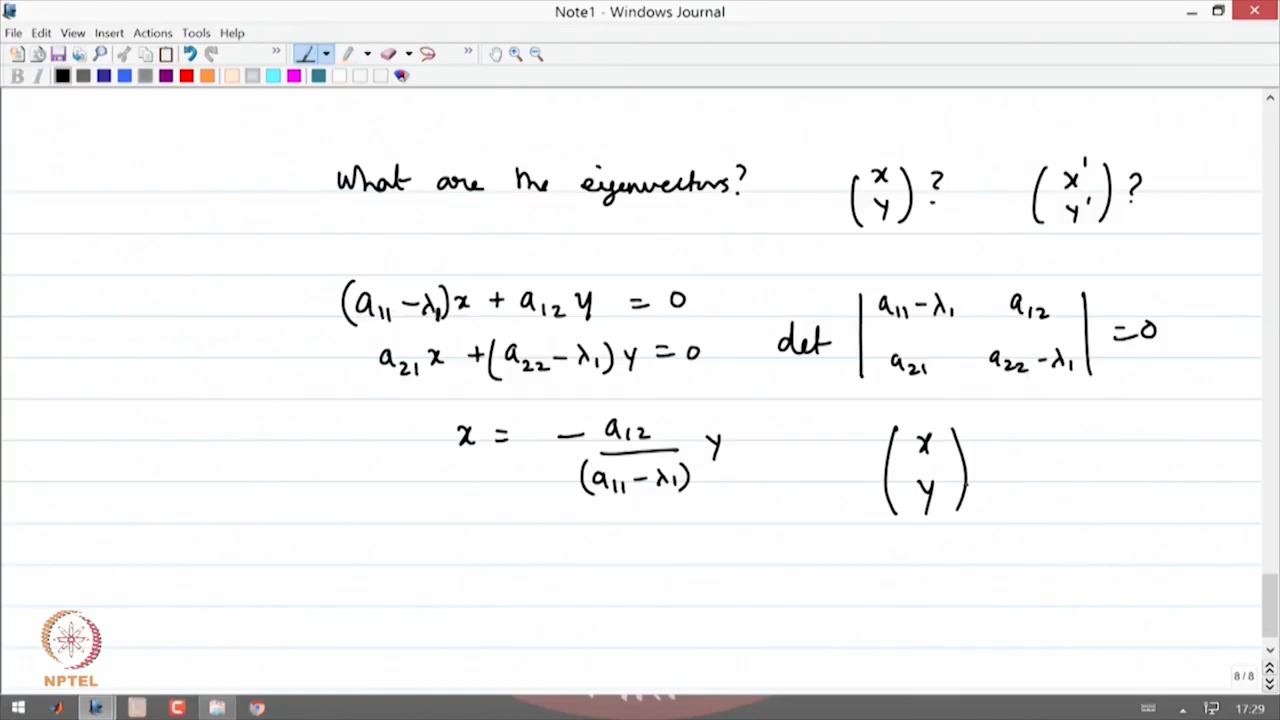 Note1 - Windows Journal
File Edit View Insert Actions Tools Help
What are the eigenvectors? (x y) ? (x' y') ?
(a11 - λ1)x + a12 y = 0
a21 x + (a22 - λ1) y = 0
det | a11 - λ1 a12 |
| a21 a22 - λ1 | = 0
x = - a12 / (a11 - λ1) y
(x y)
NPTEL
8 / 8
17:29